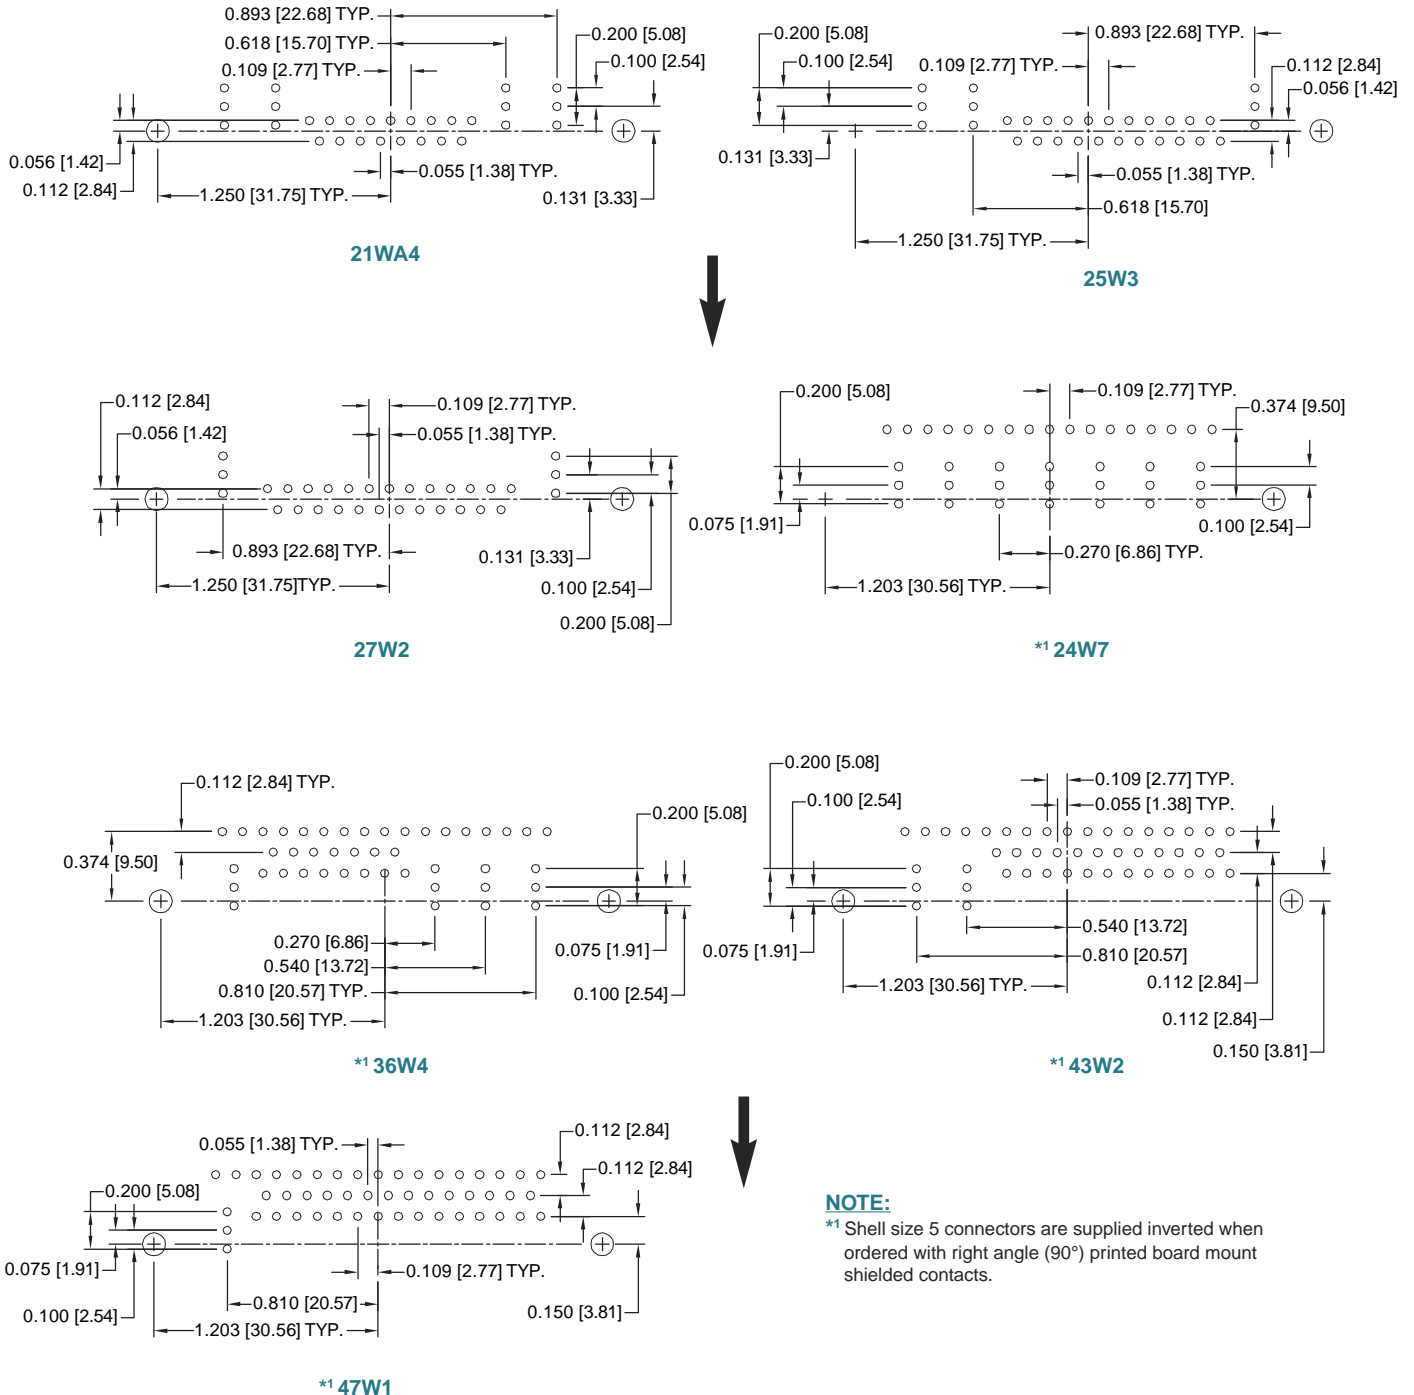 0.893 [22.68] TYP.
0.618 [15.70] TYP.
0.109 [2.77] TYP.
0.200 [5.08]
0.100 [2.54]
0.056 [1.42]
0.112 [2.84]
0.055 [1.38] TYP.
1.250 [31.75] TYP.
0.131 [3.33]
21WA4
0.200 [5.08]
0.893 [22.68] TYP.
0.100 [2.54]
0.109 [2.77] TYP.
0.112 [2.84]
0.056 [1.42]
0.131 [3.33]
0.055 [1.38] TYP.
0.618 [15.70]
1.250 [31.75] TYP.
25W3
0.112 [2.84]
0.109 [2.77] TYP.
0.056 [1.42]
0.055 [1.38] TYP.
0.893 [22.68] TYP.
0.131 [3.33]
1.250 [31.75]TYP.
0.100 [2.54]
0.200 [5.08]
27W2
0.200 [5.08]
0.109 [2.77] TYP.
0.374 [9.50]
0.075 [1.91]
0.100 [2.54]
0.270 [6.86] TYP.
1.203 [30.56] TYP.
*1 24W7
0.112 [2.84] TYP.
0.200 [5.08]
0.374 [9.50]
0.270 [6.86]
0.075 [1.91]
0.540 [13.72]
0.810 [20.57] TYP.
0.100 [2.54]
1.203 [30.56] TYP.
*1 36W4
0.200 [5.08]
0.109 [2.77] TYP.
0.100 [2.54]
0.055 [1.38] TYP.
0.540 [13.72]
0.075 [1.91]
0.810 [20.57]
1.203 [30.56] TYP.
0.112 [2.84]
0.112 [2.84]
0.150 [3.81]
*1 43W2
0.055 [1.38] TYP.
0.112 [2.84]
0.112 [2.84]
0.200 [5.08]
0.075 [1.91]
0.109 [2.77] TYP.
0.100 [2.54]
0.810 [20.57]
0.150 [3.81]
1.203 [30.56] TYP.
*1 47W1
NOTE:
*1 Shell size 5 connectors are supplied inverted when
ordered with right angle (90°) printed board mount
shielded contacts.